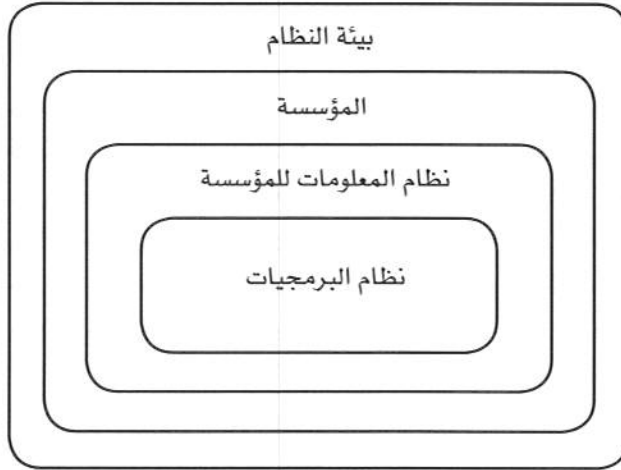 بيئة النظام
المؤسسة
نظام المعلومات للمؤسسة
نظام البرمجيات